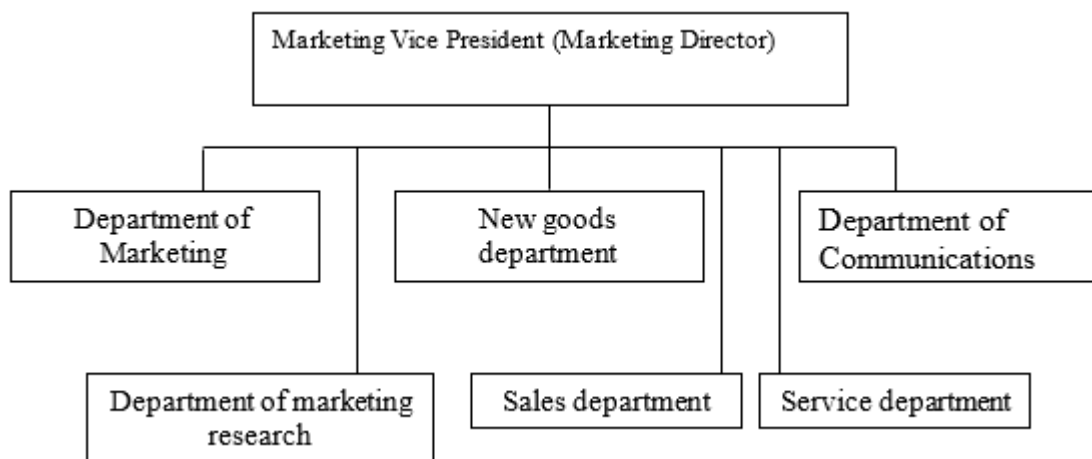 Marketing Vice President (Marketing Director)
Department of
Marketing
New goods
department
Department of
Communications
Department of marketing
research
Sales department
Service department